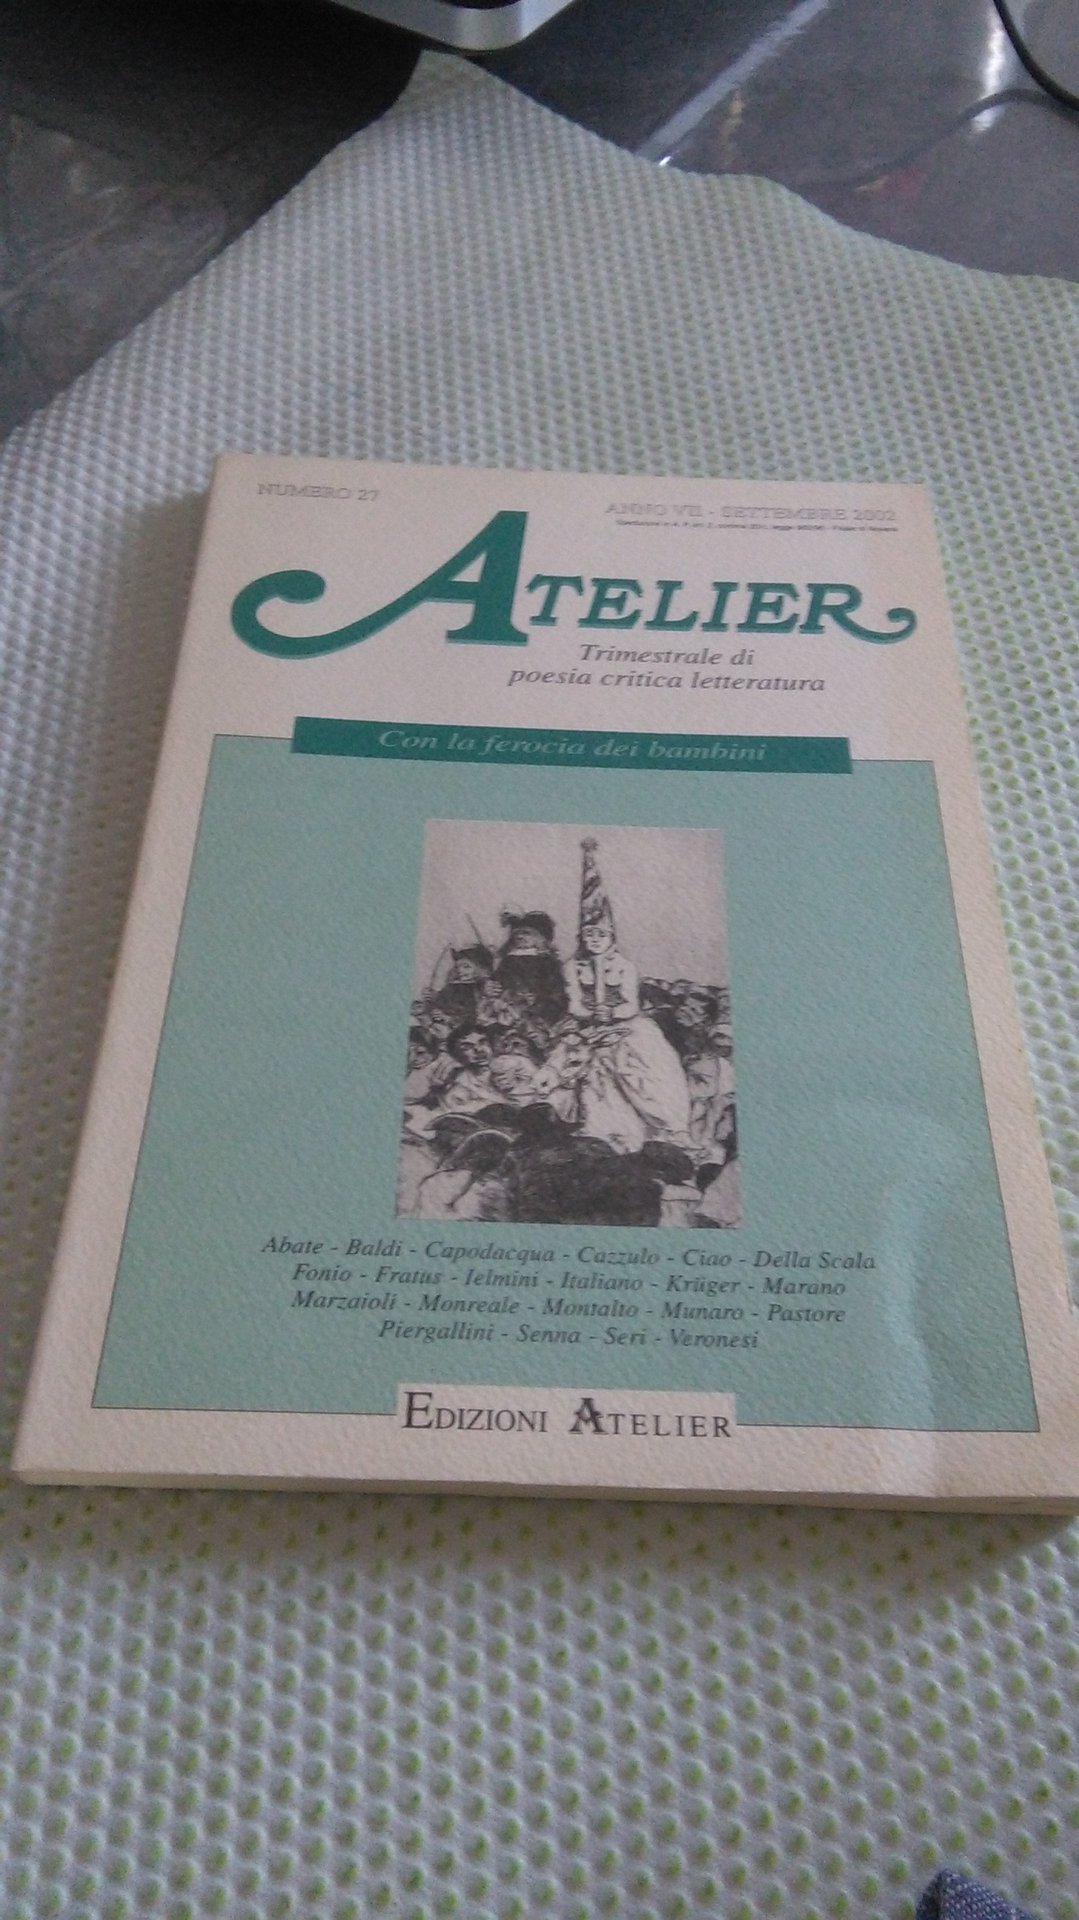 NUMERO 27
ANNO VII - SETTEMBRE 2002
ATELIER
Trimestrale di
poesia critica letteratura
Con la ferocia dei bambini
Abate - Baldi - Capodacqua - Cazzulo - Ciao - Della Scala
Fonio - Fratus - Ielmini - Italiano - Krüger - Marano
Marzaioli - Monreale - Montalto - Munaro - Pastore
Piergallini - Senna - Seri - Veronesi
EDIZIONI ATELIER